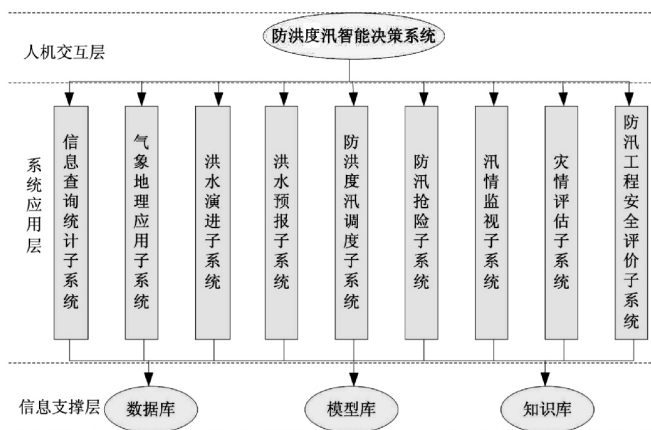 防洪度汛智能决策系统
人机交互层
系统应用层
信息查询统计子系统
气象地理应用子系统
洪水演进子系统
洪水预报子系统
防洪度汛调度子系统
防汛抢险子系统
汛情监视子系统
灾情评估子系统
防汛工程安全评价子系统
信息支撑层
数据库
模型库
知识库